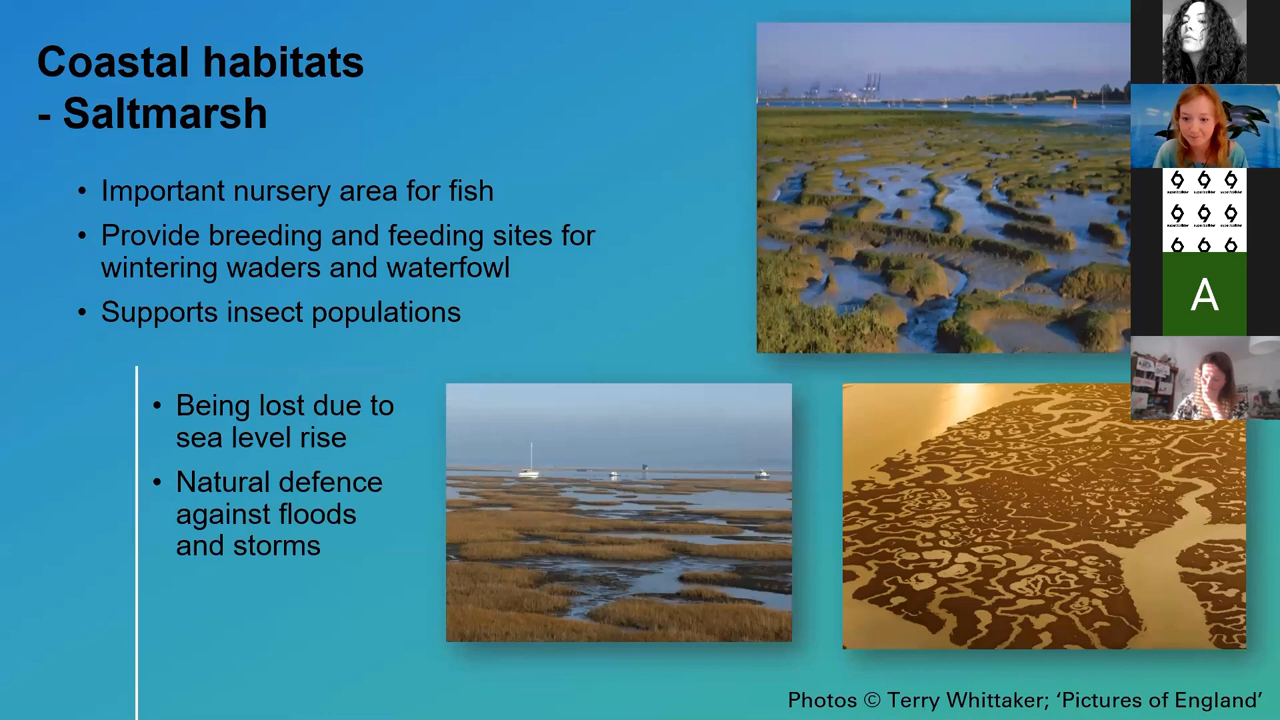 Coastal habitats
- Saltmarsh
• Important nursery area for fish
• Provide breeding and feeding sites for
wintering waders and waterfowl
• Supports insect populations
• Being lost due to
sea level rise
• Natural defence
against floods
and storms
A
Photos © Terry Whittaker; ‘Pictures of England’